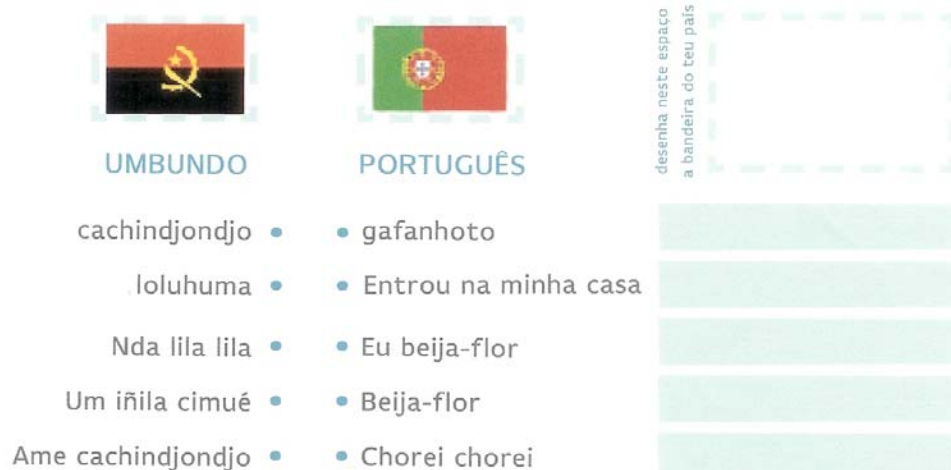 desenha neste espaço
a bandeira do teu país
UMBUNDO PORTUGUÊS
cachindjondjo • • gafanhoto
loluhuma • • Entrou na minha casa
Nda lila lila • • Eu beija-flor
Um iñila cimué • • Beija-flor
Ame cachindjondjo • • Chorei chorei